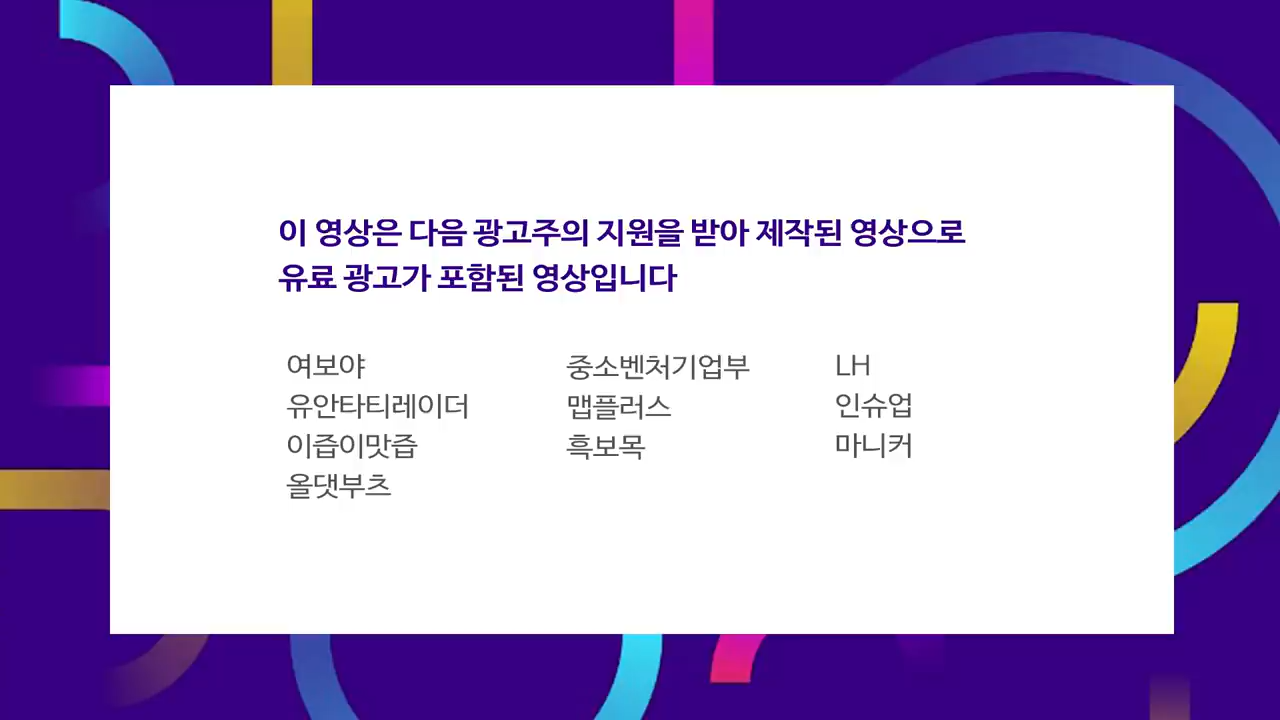 이 영상은 다음 광고주의 지원을 받아 제작된 영상으로
유료 광고가 포함된 영상입니다
여보야
유안타티레이더
이즙이맛즙
올댓부츠
중소벤처기업부
맵플러스
흑보목
LH
인슈업
마니커